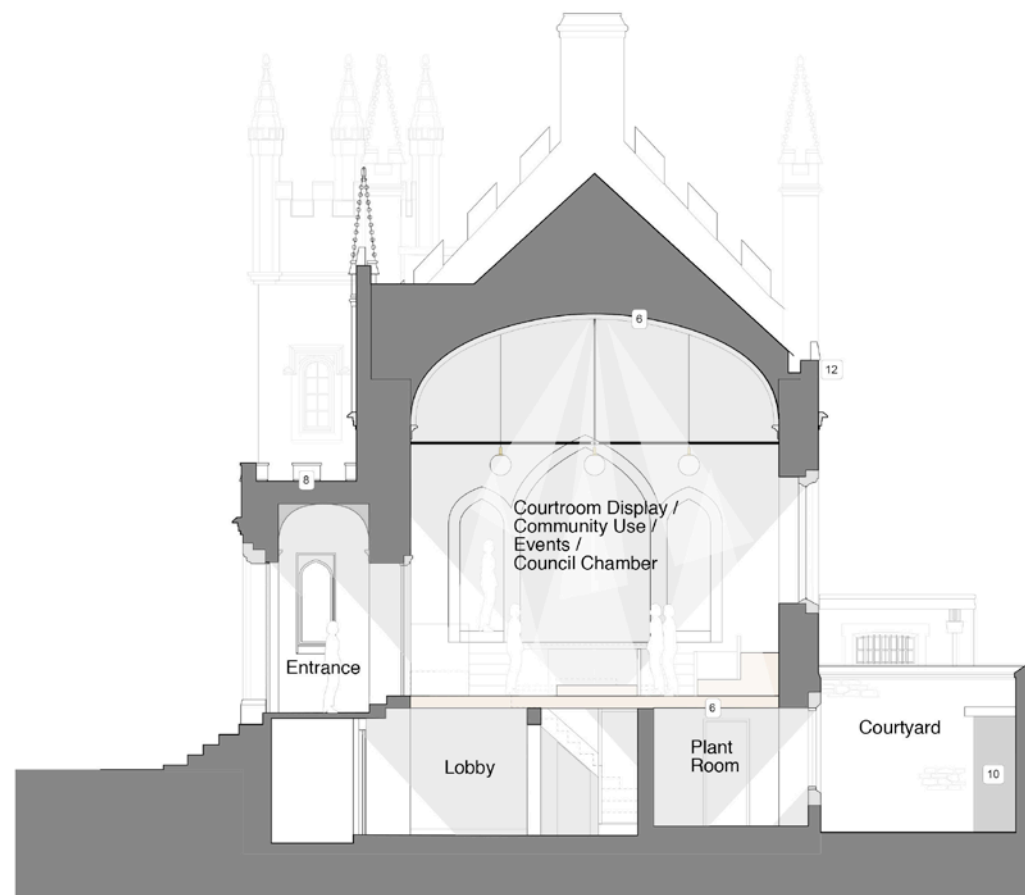 6
12
8
Courtroom Display /
Community Use /
Events /
Council Chamber
Entrance
6
Courtyard
Lobby
Plant
Room
10